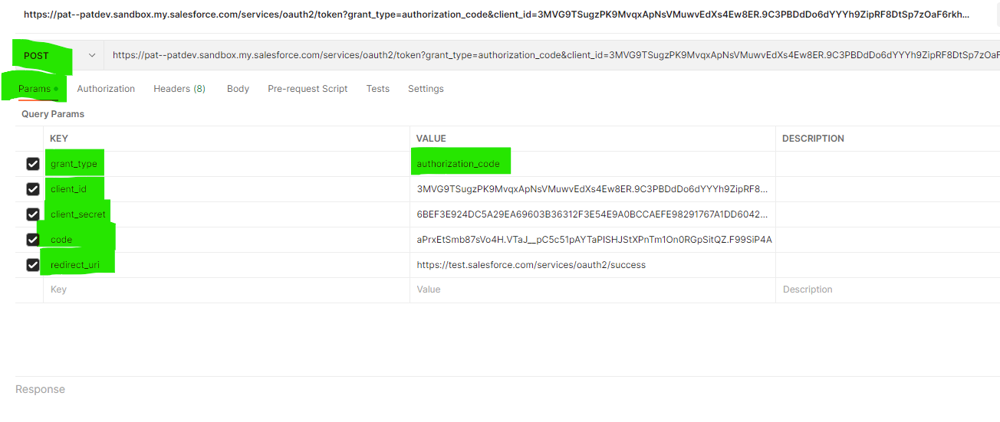 https://pat--patdev.sandbox.my.salesforce.com/services/oauth2/token?grant_type=authorization_code&client_id=3MVG9TSugzPK9MvqxApNsVMuwvEdXs4Ew8ER.9C3PBDdDo6dYYYh9ZipRF8DtSp7zOaF6rkh...
POST https://pat--patdev.sandbox.my.salesforce.com/services/oauth2/token?grant_type=authorization_code&client_id=3MVG9TSugzPK9MvqxApNsVMuwvEdXs4Ew8ER.9C3PBDdDo6dYYYh9ZipRF8DtSp7zOaF
Params Authorization Headers (8) Body Pre-request Script Tests Settings
Query Params
KEY VALUE DESCRIPTION
grant_type authorization_code
client_id 3MVG9TSugzPK9MvqxApNsVMuwvEdXs4Ew8ER.9C3PBDdDo6dYYYh9ZipRF8...
client_secret 6BEF3E924DC5A29EA69603B36312F3E54E9A0BCCAEFE98291767A1DD6042...
code aPrxEtSmb87sVo4H.VTaJ__pC5c51pAYTaPISHJStXPnTm1On0RGpSitQZ.F99SiP4A
redirect_uri https://test.salesforce.com/services/oauth2/success
Key Value Description
Response